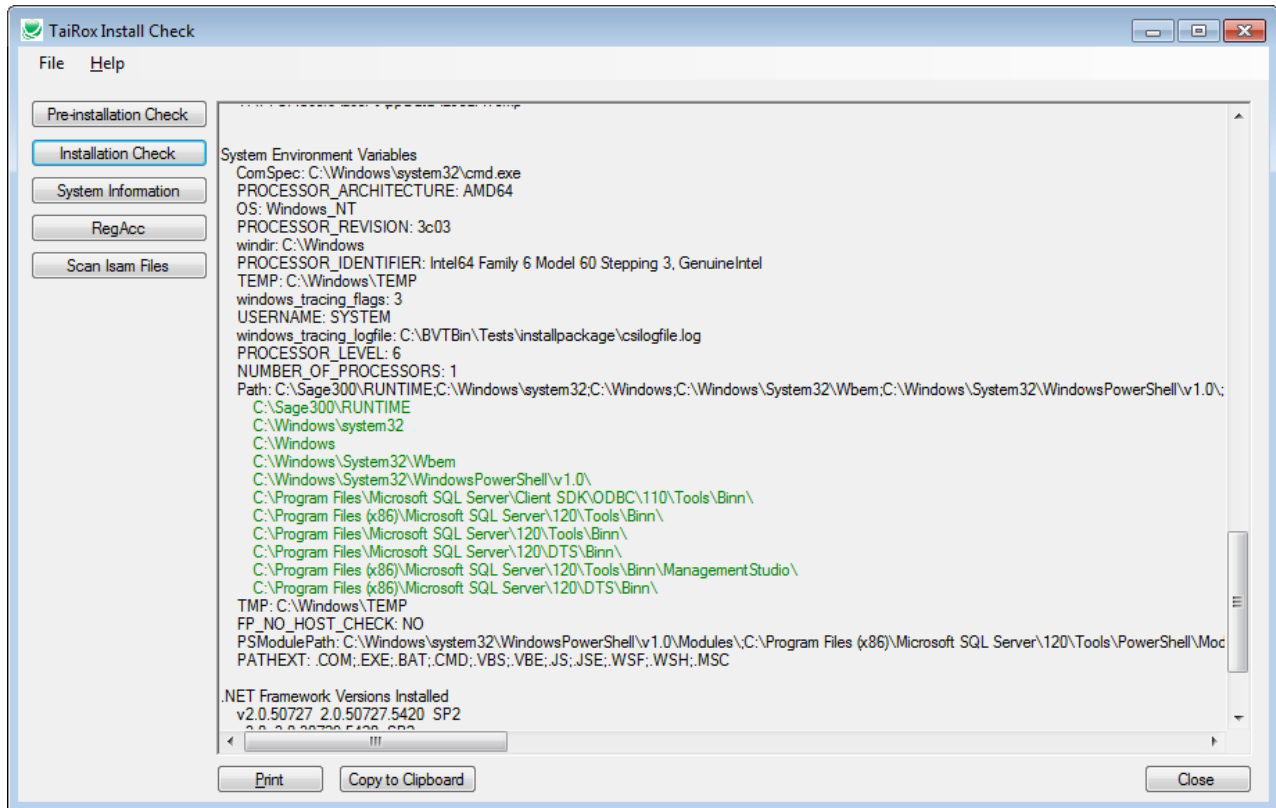 TaiRox Install Check
File Help
Pre-installation Check
Installation Check
System Information
RegAcc
Scan Isam Files
System Environment Variables
ComSpec: C:\Windows\system32\cmd.exe
PROCESSOR_ARCHITECTURE: AMD64
OS: Windows_NT
PROCESSOR_REVISION: 3c03
windir: C:\Windows
PROCESSOR_IDENTIFIER: Intel64 Family 6 Model 60 Stepping 3, GenuineIntel
TEMP: C:\Windows\TEMP
windows_tracing_flags: 3
USERNAME: SYSTEM
windows_tracing_logfile: C:\BVTBin\Tests\installpackage\csilogfile.log
PROCESSOR_LEVEL: 6
NUMBER_OF_PROCESSORS: 1
Path: C:\Sage300\RUNTIME;C:\Windows\system32;C:\Windows;C:\Windows\System32\Wbem;C:\Windows\System32\WindowsPowerShell\v1.0\;
C:\Sage300\RUNTIME
C:\Windows\system32
C:\Windows
C:\Windows\System32\Wbem
C:\Windows\System32\WindowsPowerShell\v1.0\
C:\Program Files\Microsoft SQL Server\Client SDK\ODBC\110\Tools\Binn\
C:\Program Files (x86)\Microsoft SQL Server\120\Tools\Binn\
C:\Program Files\Microsoft SQL Server\120\Tools\Binn\
C:\Program Files\Microsoft SQL Server\120\DTS\Binn\
C:\Program Files (x86)\Microsoft SQL Server\120\Tools\Binn\ManagementStudio\
C:\Program Files (x86)\Microsoft SQL Server\120\DTS\Binn\
TMP: C:\Windows\TEMP
FP_NO_HOST_CHECK: NO
PSModulePath: C:\Windows\system32\WindowsPowerShell\v1.0\Modules\;C:\Program Files (x86)\Microsoft SQL Server\120\Tools\PowerShell\Mod
PATHEXT: .COM;.EXE;.BAT;.CMD;.VBS;.VBE;.JS;.JSE;.WSF;.WSH;.MSC
.NET Framework Versions Installed
v2.0.50727 2.0.50727.5420 SP2
Print
Copy to Clipboard
Close